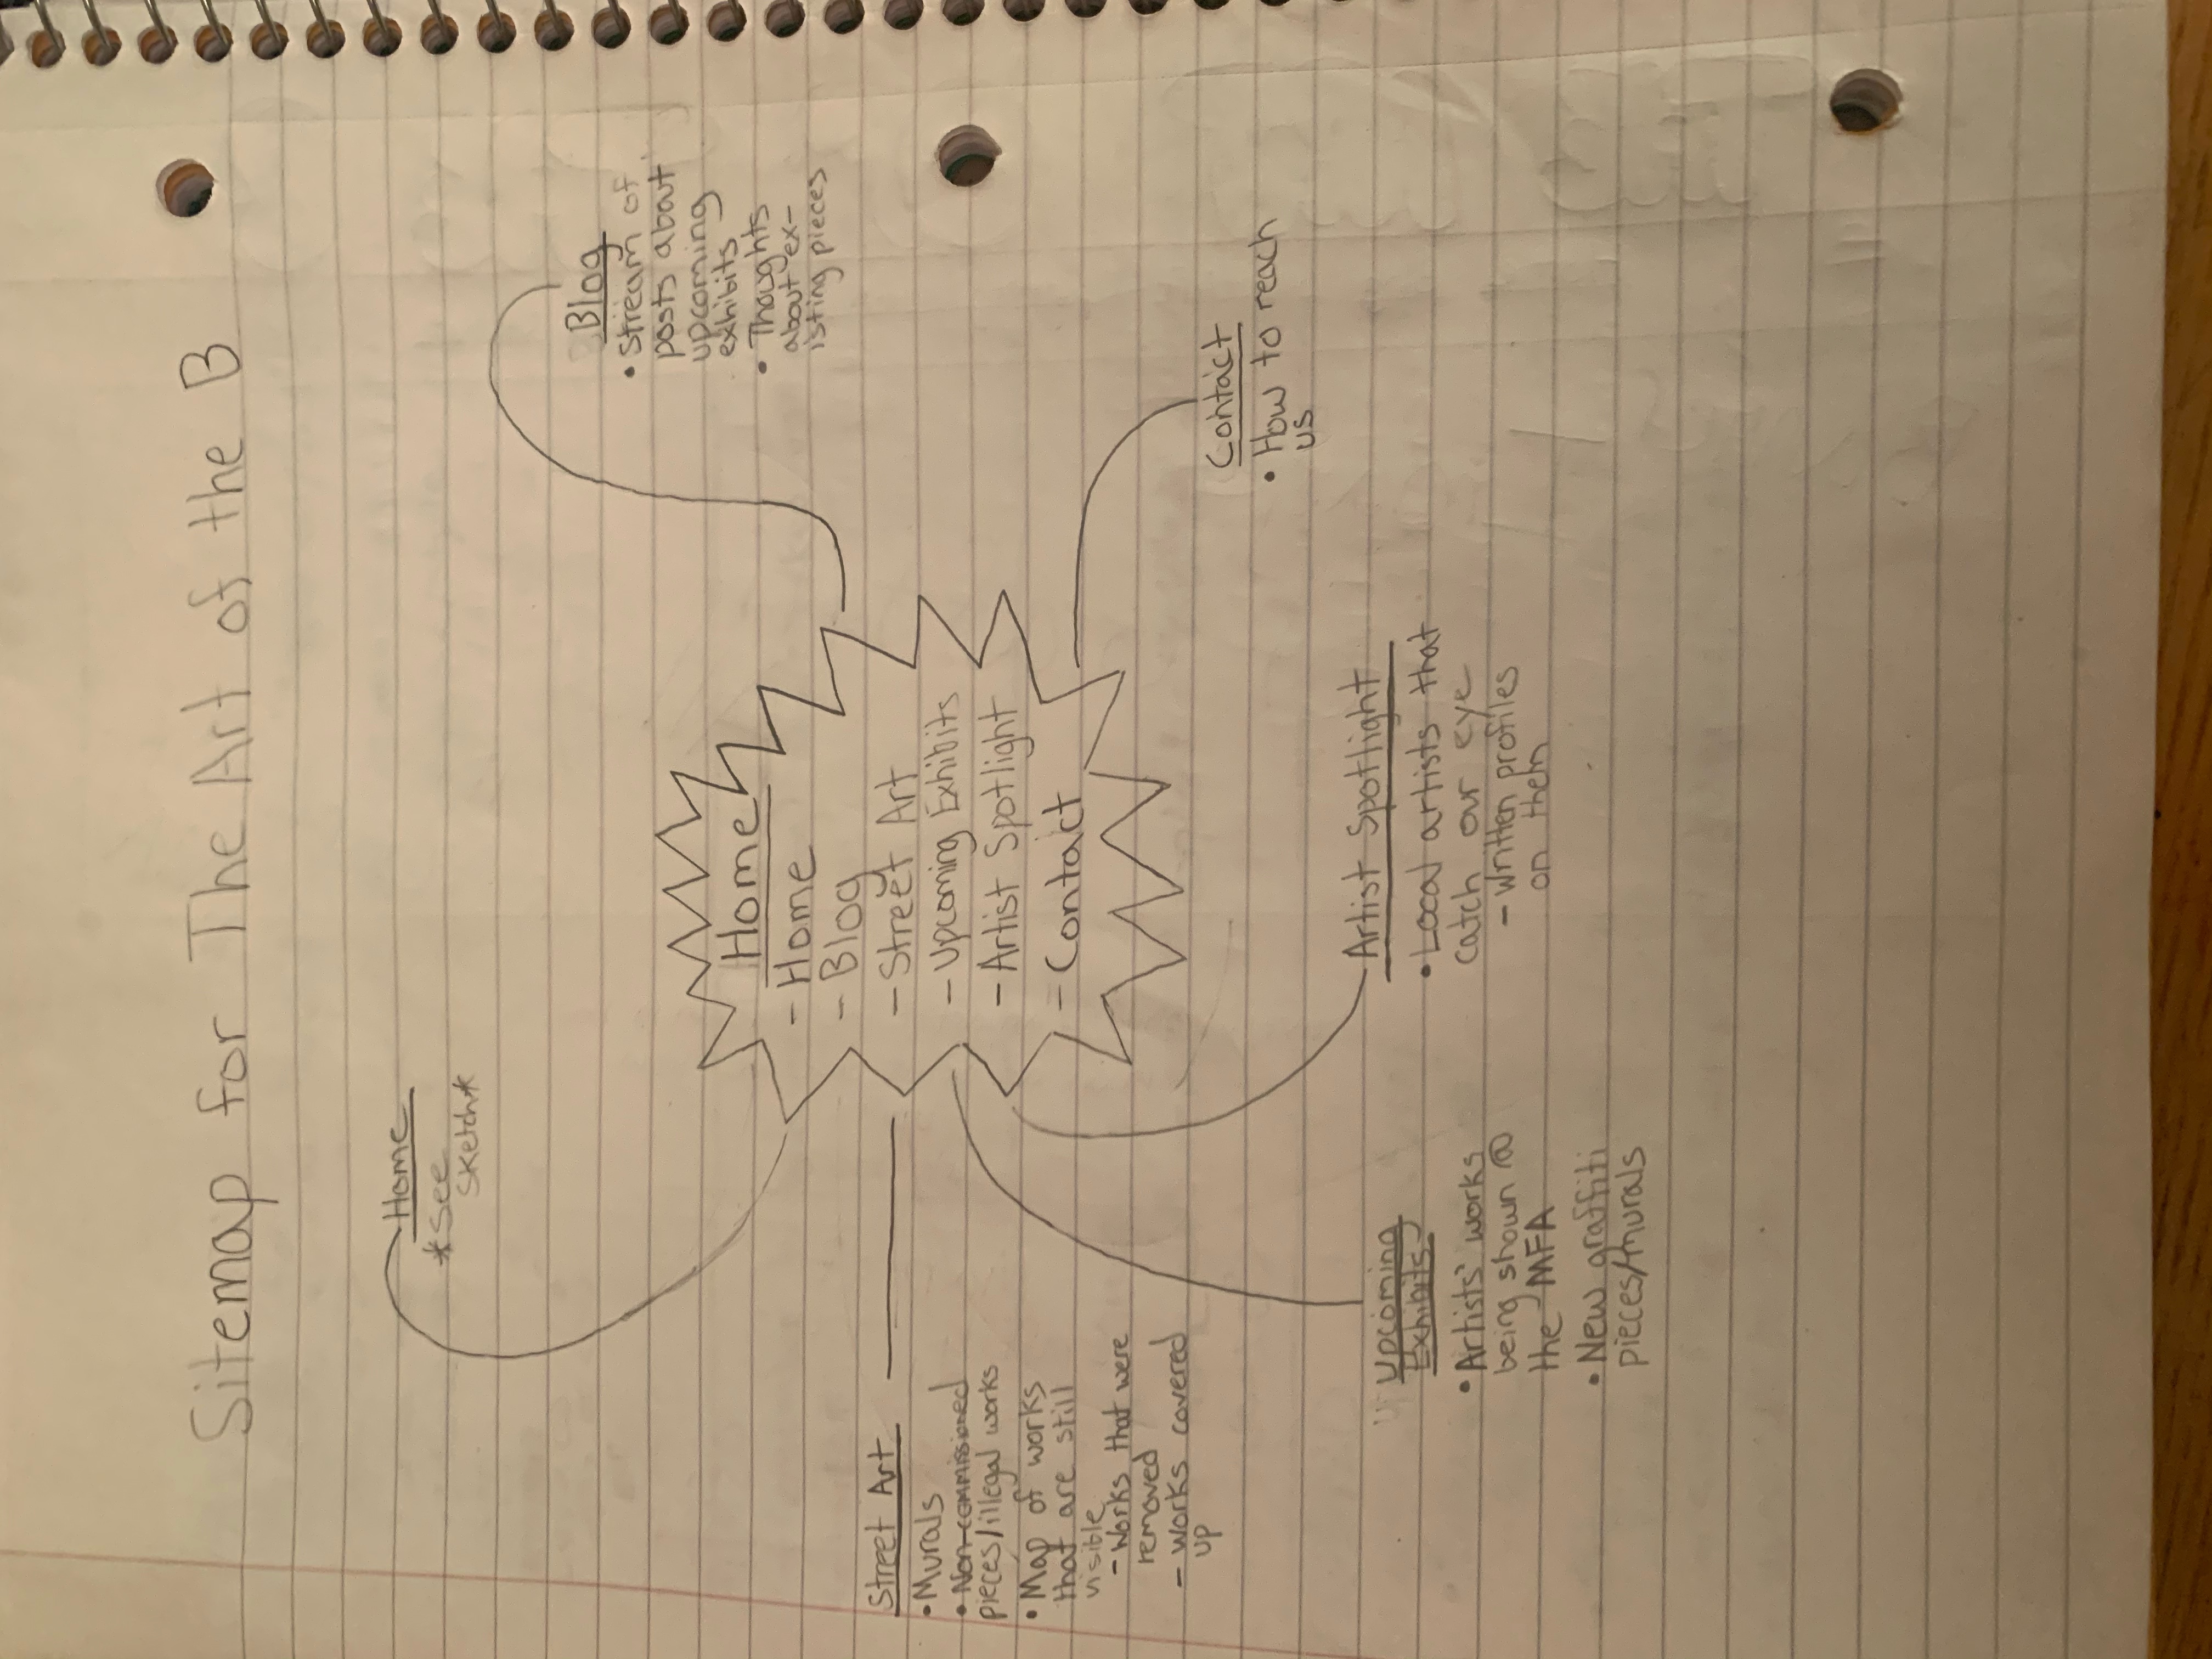 Sitemap for The Art of the B
Home
*See
Sketch*
Blog
• Stream of
posts about
upcoming
exhibits
• Thoughts
about ex-
isting pieces
Home
- Home
- Blog
- Street Art
- Upcoming Exhibits
- Artist Spotlight
- Contact
Street Art
• Murals
• Non-commissioned
pieces/illegal works
• Map of works
that are still
visible
- Works that were
removed
- works covered
up
Contact
• How to reach
us
Upcoming
Exhibits
• Artists' works
being shown @
the MFA
• New graffiti
pieces/murals
Artist Spotlight
• Local artists that
catch our eye
- written profiles
on them